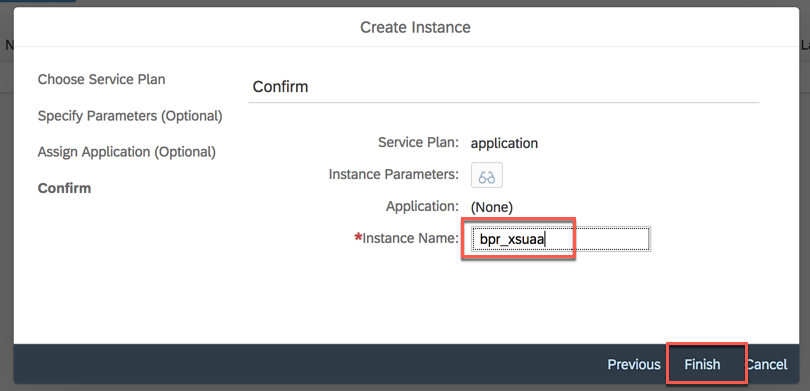 Create Instance
N
La
Choose Service Plan
Specify Parameters (Optional)
Assign Application (Optional)
Confirm
Confirm
Service Plan: application
Instance Parameters:
Application: (None)
*Instance Name: bpr_xsuaa
Previous Finish Cancel